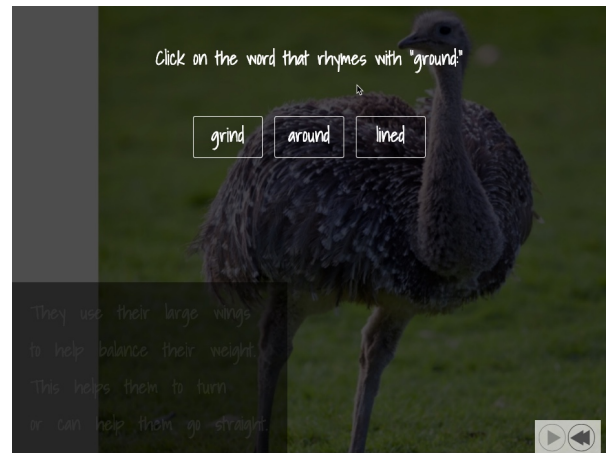 Click on the word that rhymes with "ground:"
grind around lined
They use their large wings
to help balance their weight.
This helps them to turn
or can help them go straight.